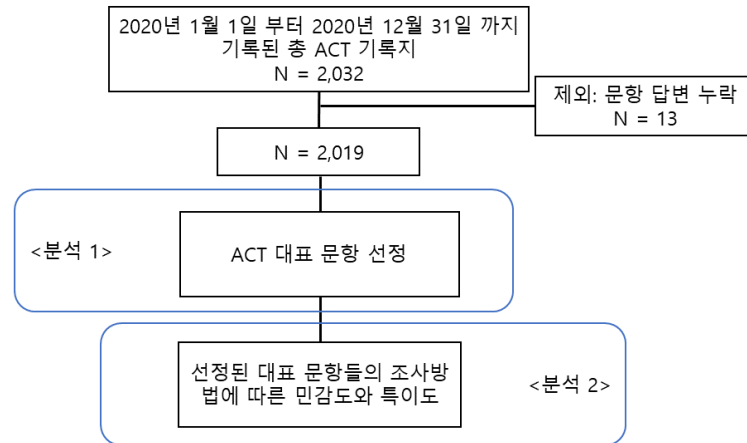 2020년 1월 1일 부터 2020년 12월 31일 까지
기록된 총 ACT 기록지
N = 2,032
제외: 문항 답변 누락
N = 13
N = 2,019
<분석 1>
ACT 대표 문항 선정
선정된 대표 문항들의 조사방
법에 따른 민감도와 특이도
<분석 2>